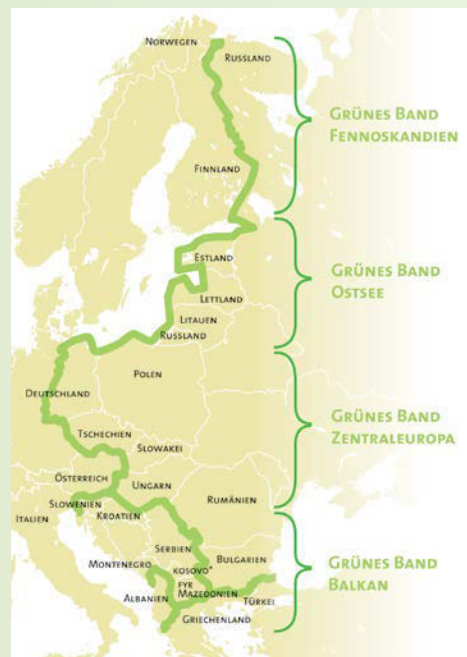 NORWEGEN
RUSSLAND
GRÜNES BAND
FENNOSKANDIEN
FINNLAND
ESTLAND
LETTLAND
GRÜNES BAND
OSTSEE
LITAUEN
RUSSLAND
POLEN
DEUTSCHLAND
GRÜNES BAND
ZENTRALEUROPA
TSCHECHIEN
SLOWAKEI
ÖSTERREICH
UNGARN
SLOWENIEN
RUMÄNIEN
ITALIEN
KROATIEN
SERBIEN
BULGARIEN
MONTENEGRO
KOSOVO*
GRÜNES BAND
BALKAN
FYR
MAZEDONIEN
ALBANIEN
TÜRKEI
GRIECHENLAND